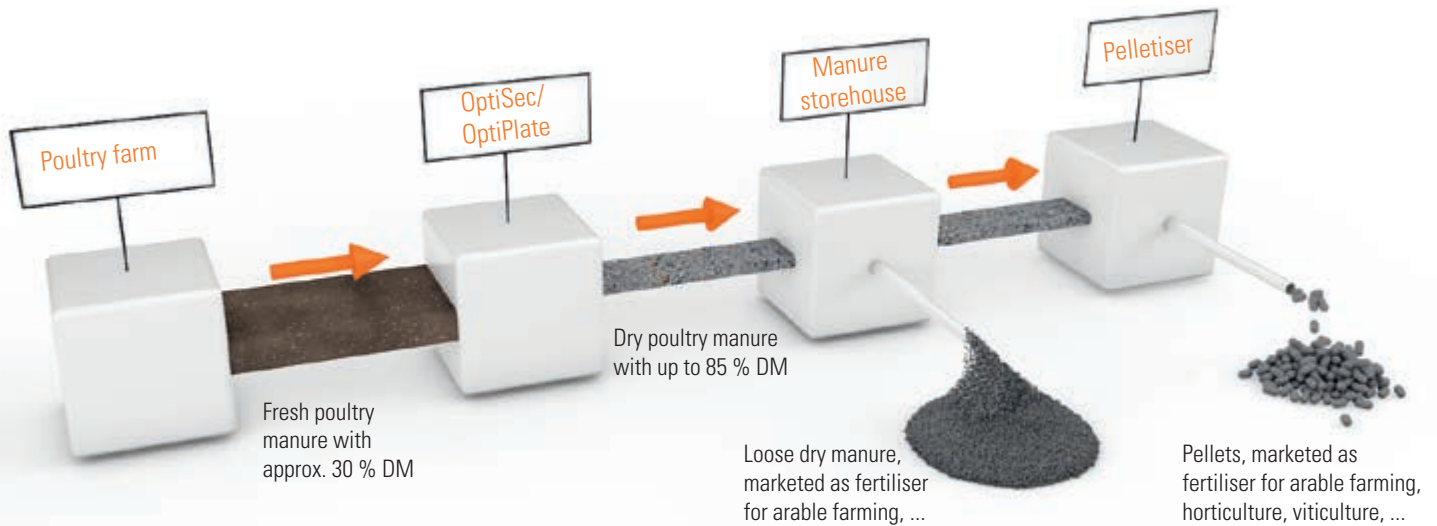 Poultry farm
OptiSec/
OptiPlate
Manure
storehouse
Pelletiser
Fresh poultry
manure with
approx. 30 % DM
Dry poultry manure
with up to 85 % DM
Loose dry manure,
marketed as fertiliser
for arable farming, ...
Pellets, marketed as
fertiliser for arable farming,
horticulture, viticulture, ...